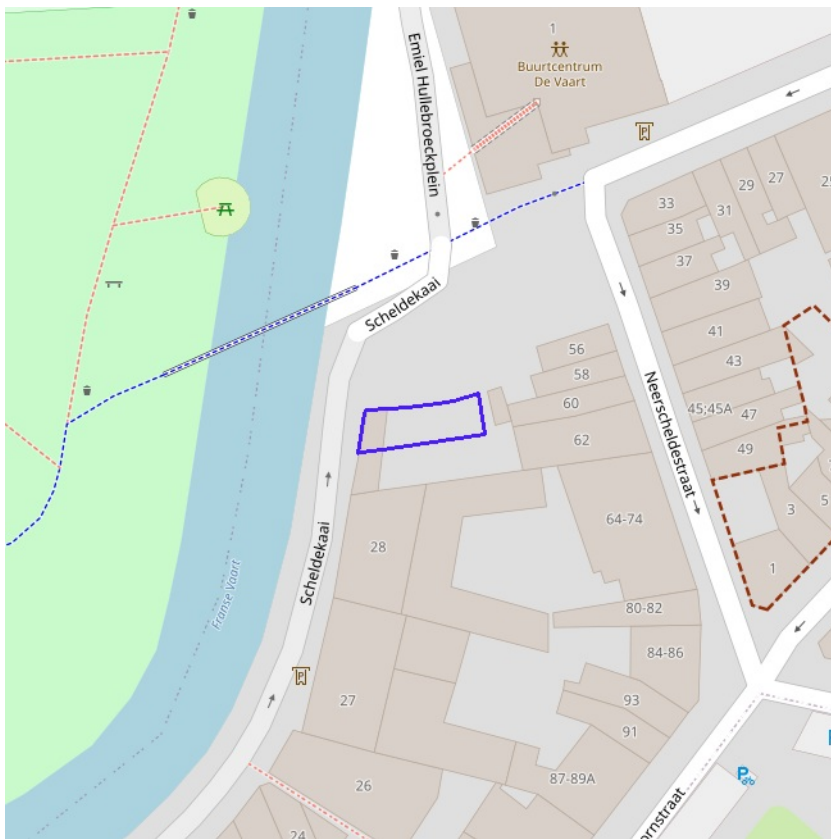 1
Buurtcentrum
De Vaart
Emiel Hullebroeckplein
P
33
35
37
31
29
27
39
41
43
45;45A
47
49
Scheldekaai
56
58
60
62
Neerscheldestraat
64-74
3
5
1
28
Scheldekaai
Franse Vaart
80-82
84-86
P
27
93
91
26
87-89A
24
P